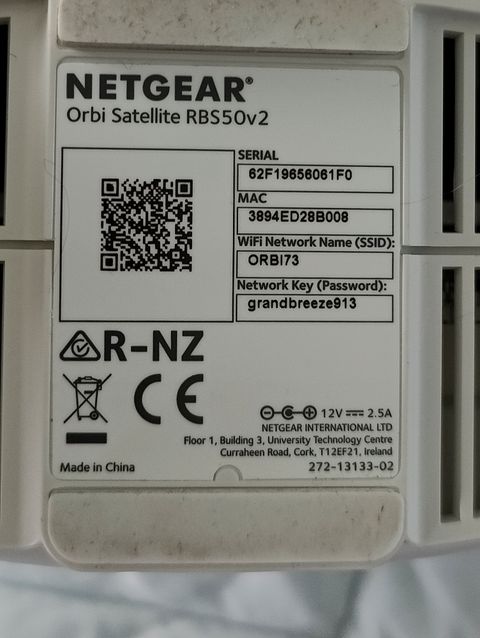 NETGEAR®
Orbi Satellite RBS50v2
SERIAL
62F19656061F0
MAC
3894ED28B008
WiFi Network Name (SSID):
ORBI73
Network Key (Password):
grandbreeze913
R-NZ
CE
12V 2.5A
NETGEAR INTERNATIONAL LTD
Floor 1, Building 3, University Technology Centre
Curraheen Road, Cork, T12EF21, Ireland
Made in China
272-13133-02